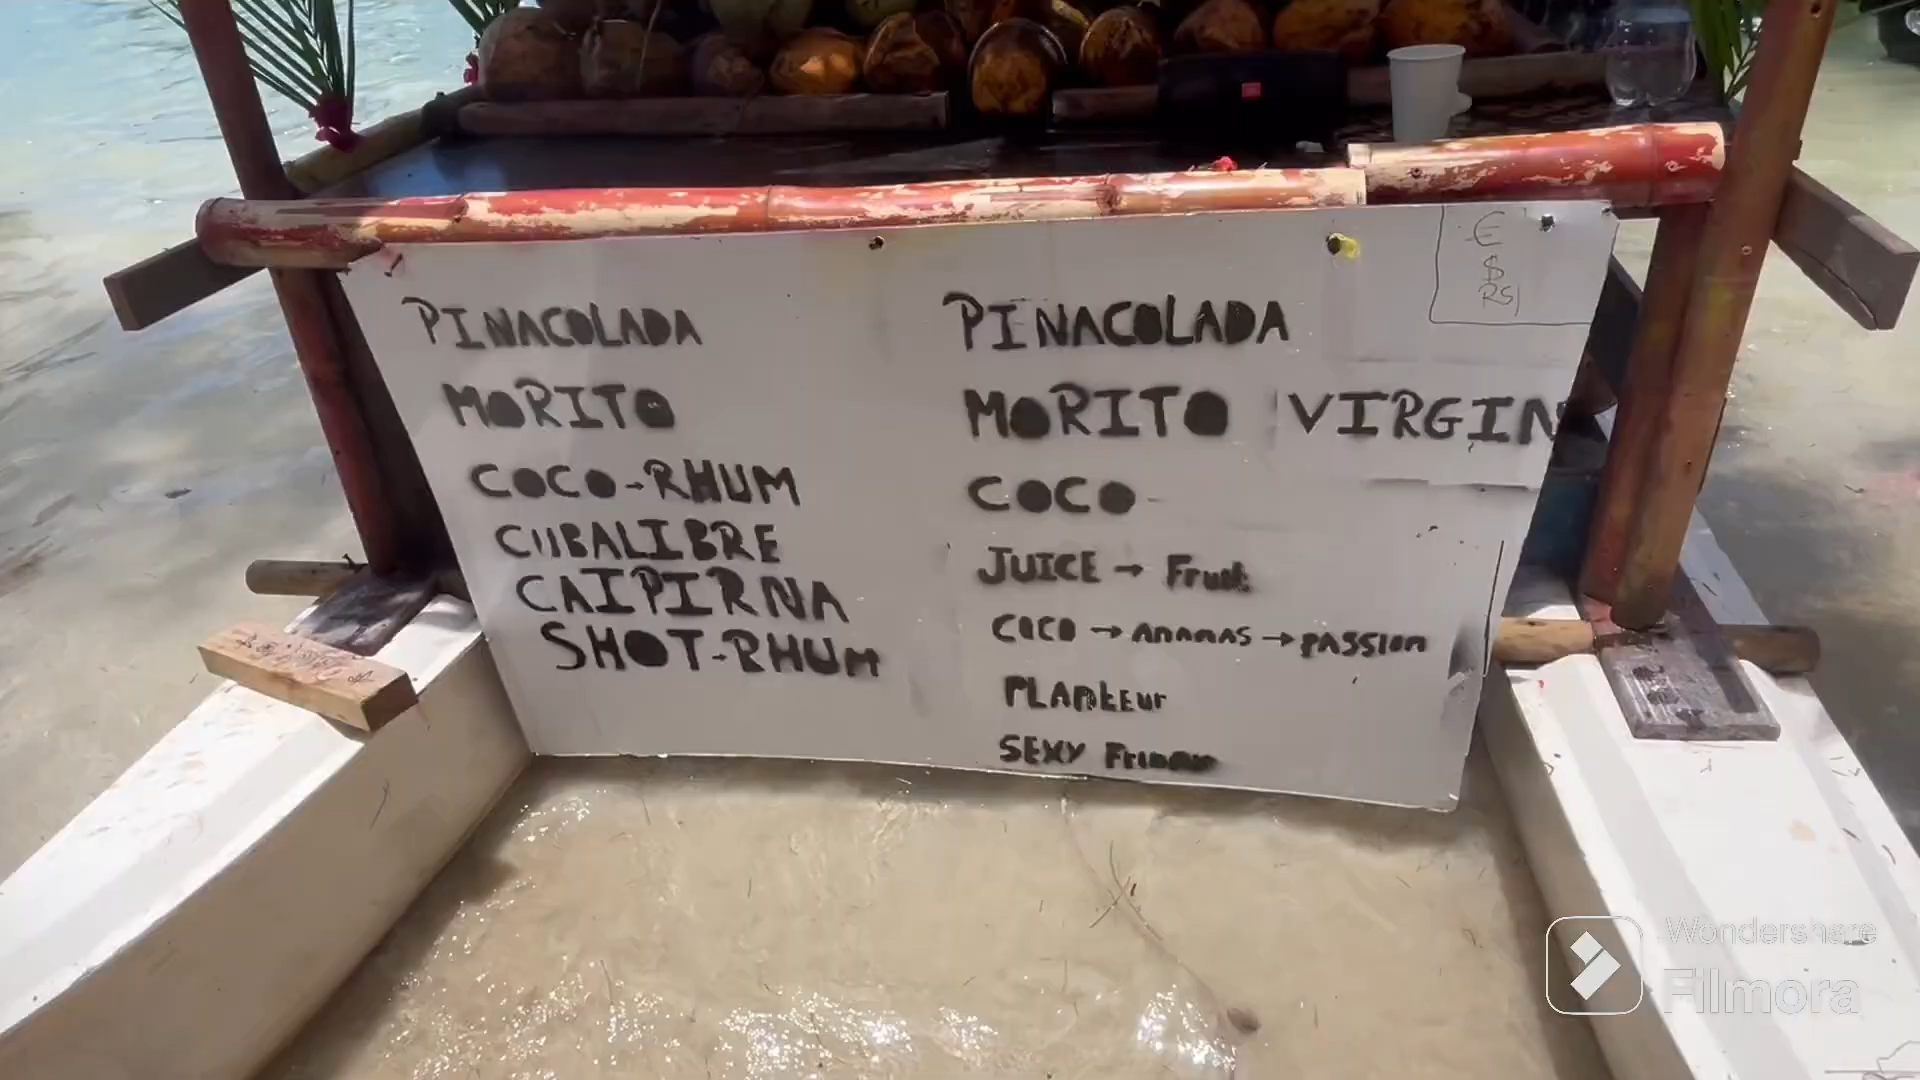 PINACOLADA
MORITO
COCO-RHUM
CUBALIBRE
CAIPIRNA
SHOT-RHUM
€
$
RS
PINACOLADA
MORITO VIRGIN
COCO-
JUICE → Fruit
COCO → ANANAS → PASSION
PLANtEur
SEXY
Wondershare
Filmora